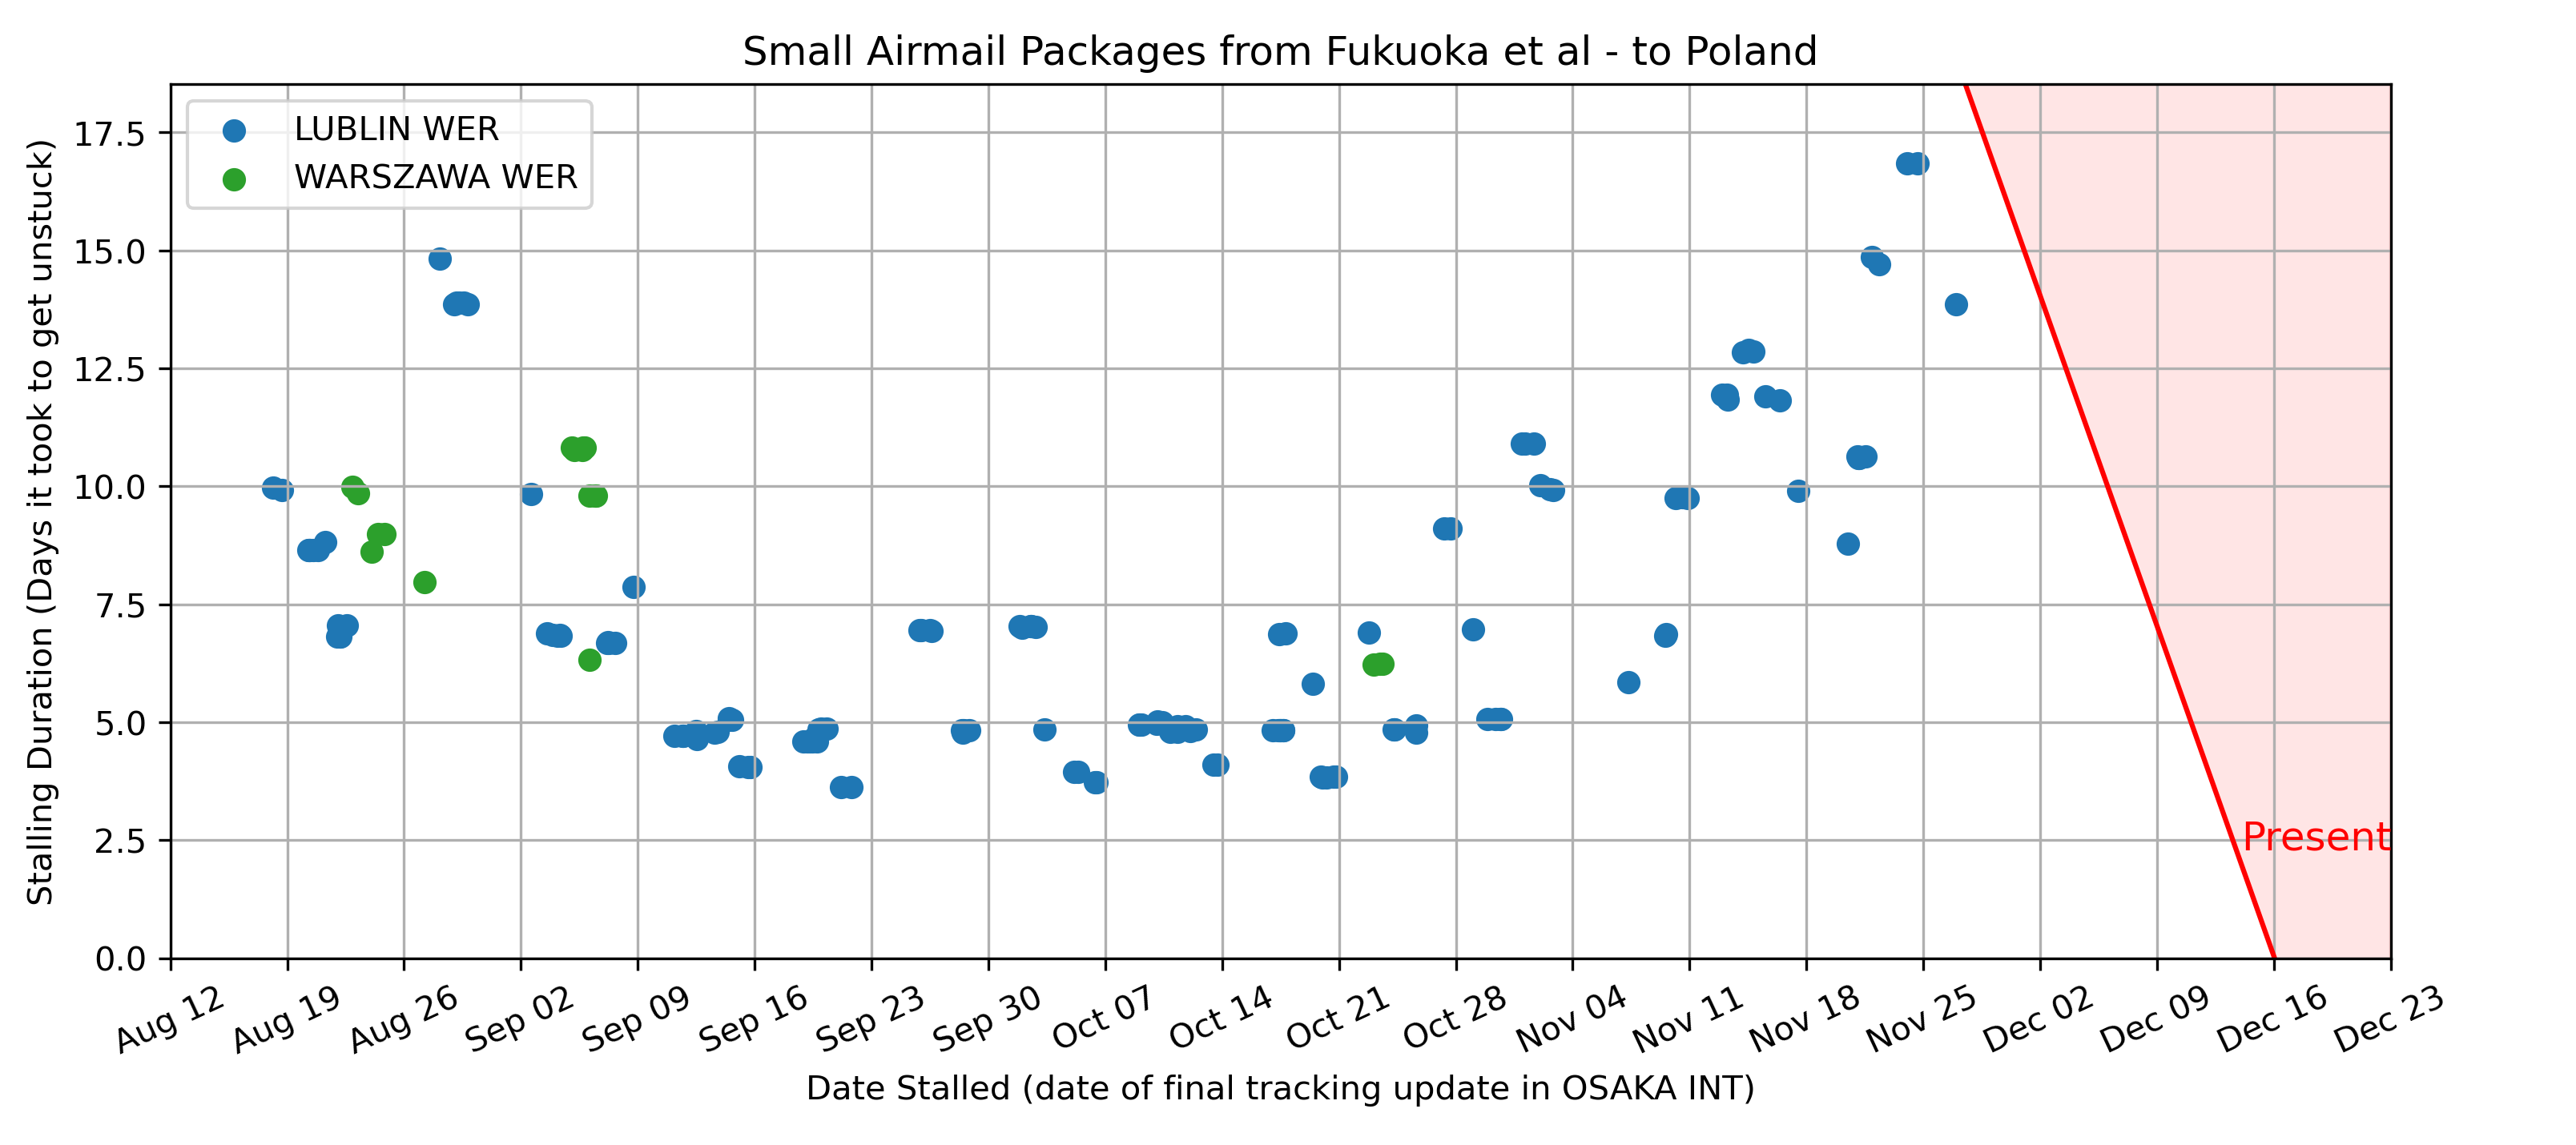 Small Airmail Packages from Fukuoka et al - to Poland
LUBLIN WER
WARSZAWA WER
Stalling Duration (Days it took to get unstuck)
17.5
15.0
12.5
10.0
7.5
5.0
2.5
0.0
Present
Aug 12
Aug 19
Aug 26
Sep 02
Sep 09
Sep 16
Sep 23
Sep 30
Oct 07
Oct 14
Oct 21
Oct 28
Nov 04
Nov 11
Nov 18
Nov 25
Dec 02
Dec 09
Dec 16
Dec 23
Date Stalled (date of final tracking update in OSAKA INT)